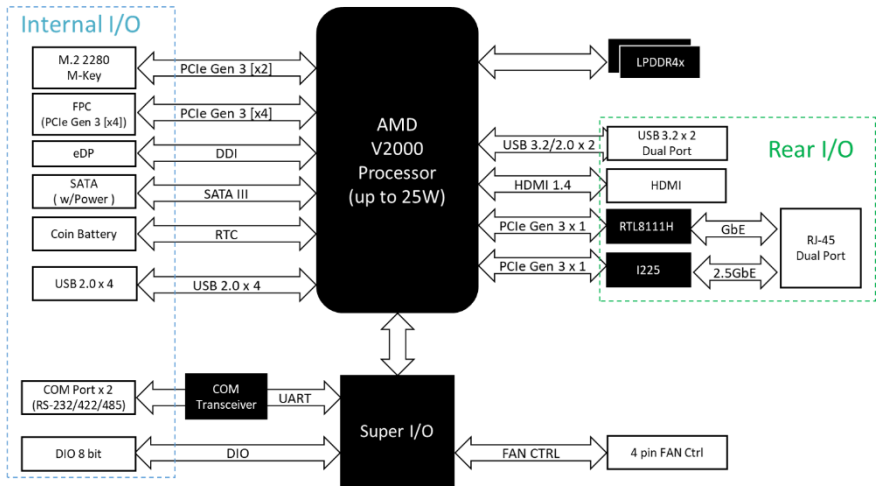 Internal I/O
M.2 2280
M-Key
PCIe Gen 3 [x2]
FPC
(PCIe Gen 3 [x4])
PCIe Gen 3 [x4]
eDP
DDI
SATA
( w/Power )
SATA III
Coin Battery
RTC
USB 2.0 x 4
USB 2.0 x 4
AMD
V2000
Processor
(up to 25W)
LPDDR4x
Rear I/O
USB 3.2/2.0 x 2
USB 3.2 x 2
Dual Port
HDMI 1.4
HDMI
PCIe Gen 3 x 1
RTL8111H
GbE
PCIe Gen 3 x 1
I225
2.5GbE
RJ-45
Dual Port
COM Port x 2
(RS-232/422/485)
COM
Transceiver
UART
Super I/O
DIO 8 bit
DIO
FAN CTRL
4 pin FAN Ctrl